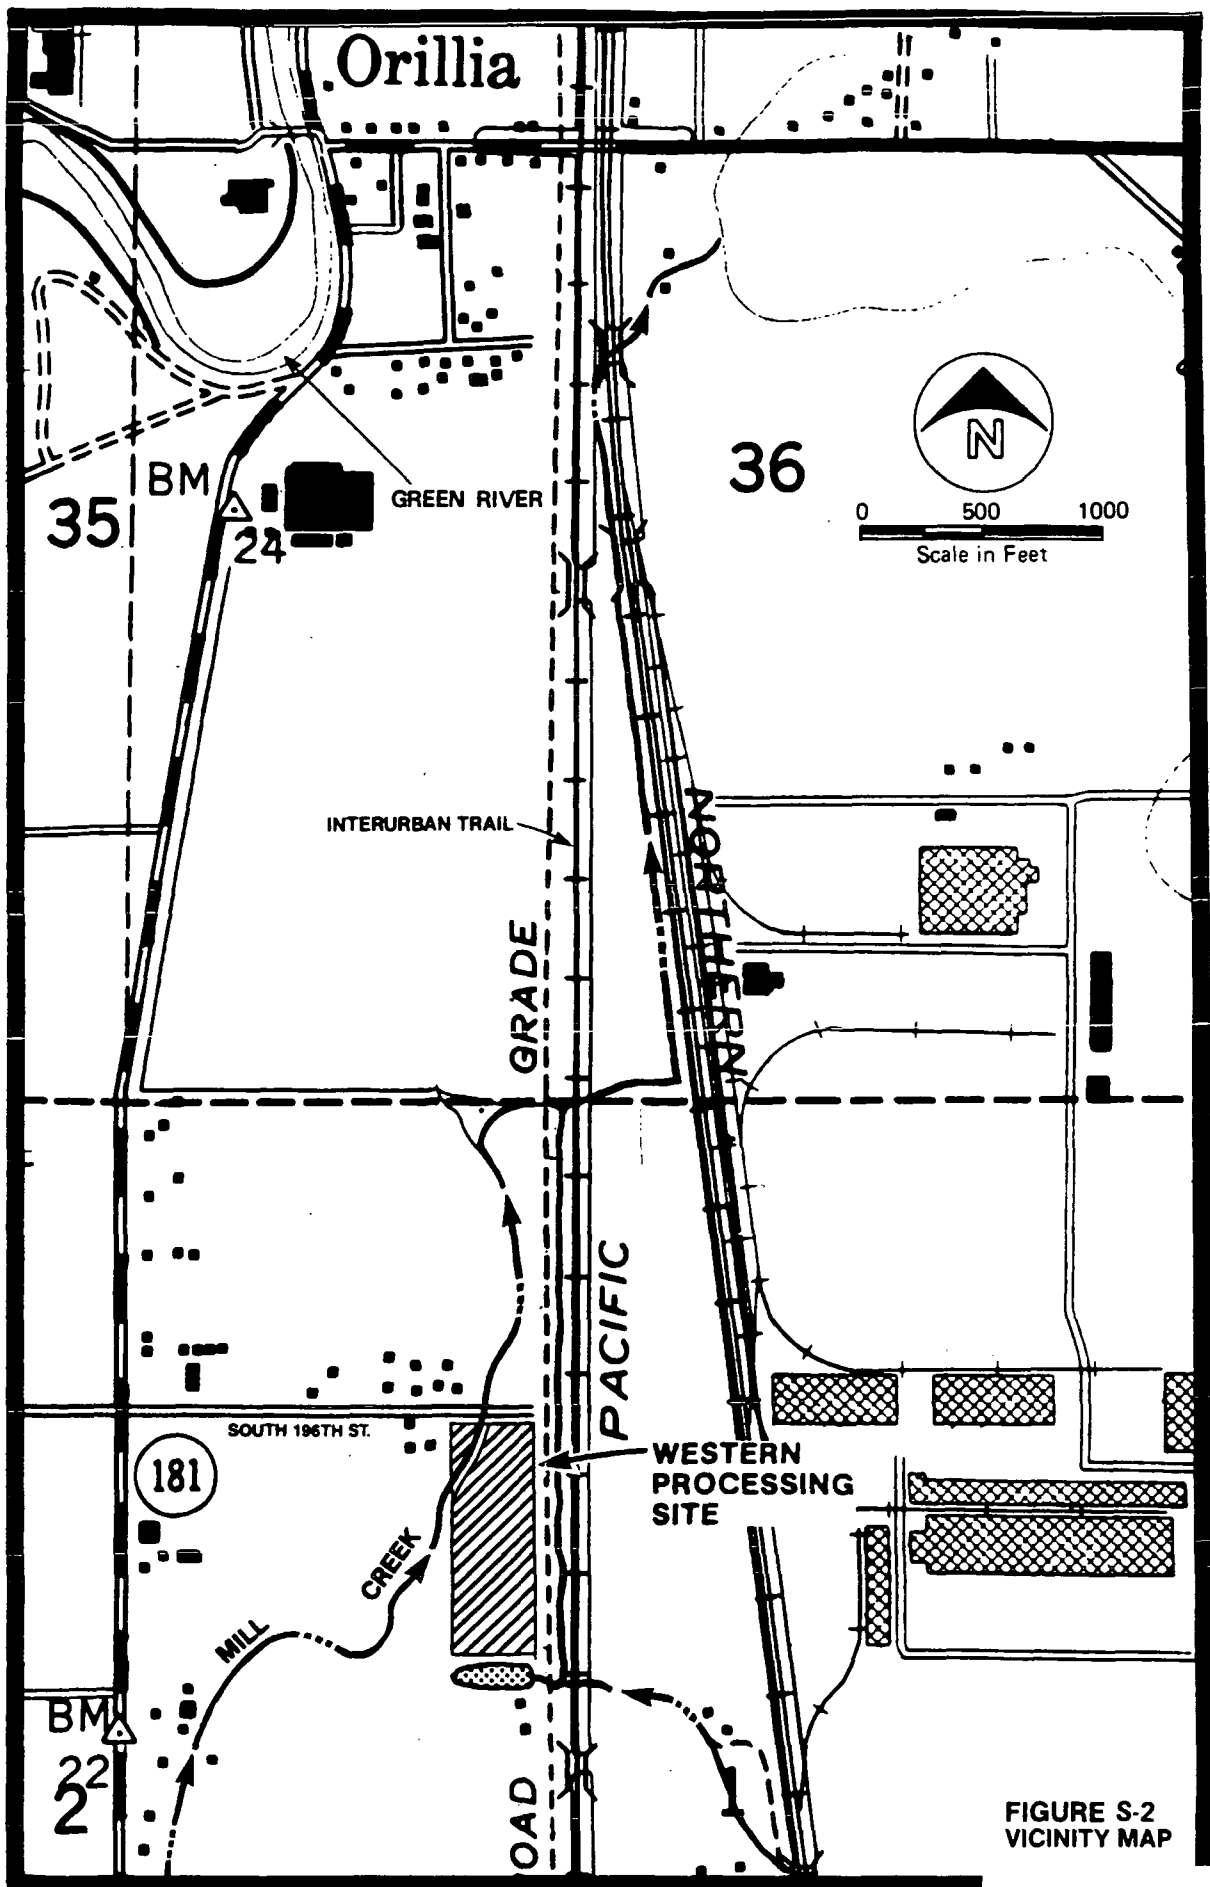 Orillia
N
36
0 500 1000
Scale in Feet
BM
24
35
GREEN RIVER
INTERURBAN TRAIL
NORTHERN
GRADE
PACIFIC
SOUTH 196TH ST.
181
WESTERN
PROCESSING
SITE
MILL CREEK
BM
22
2
OAD
FIGURE S-2
VICINITY MAP